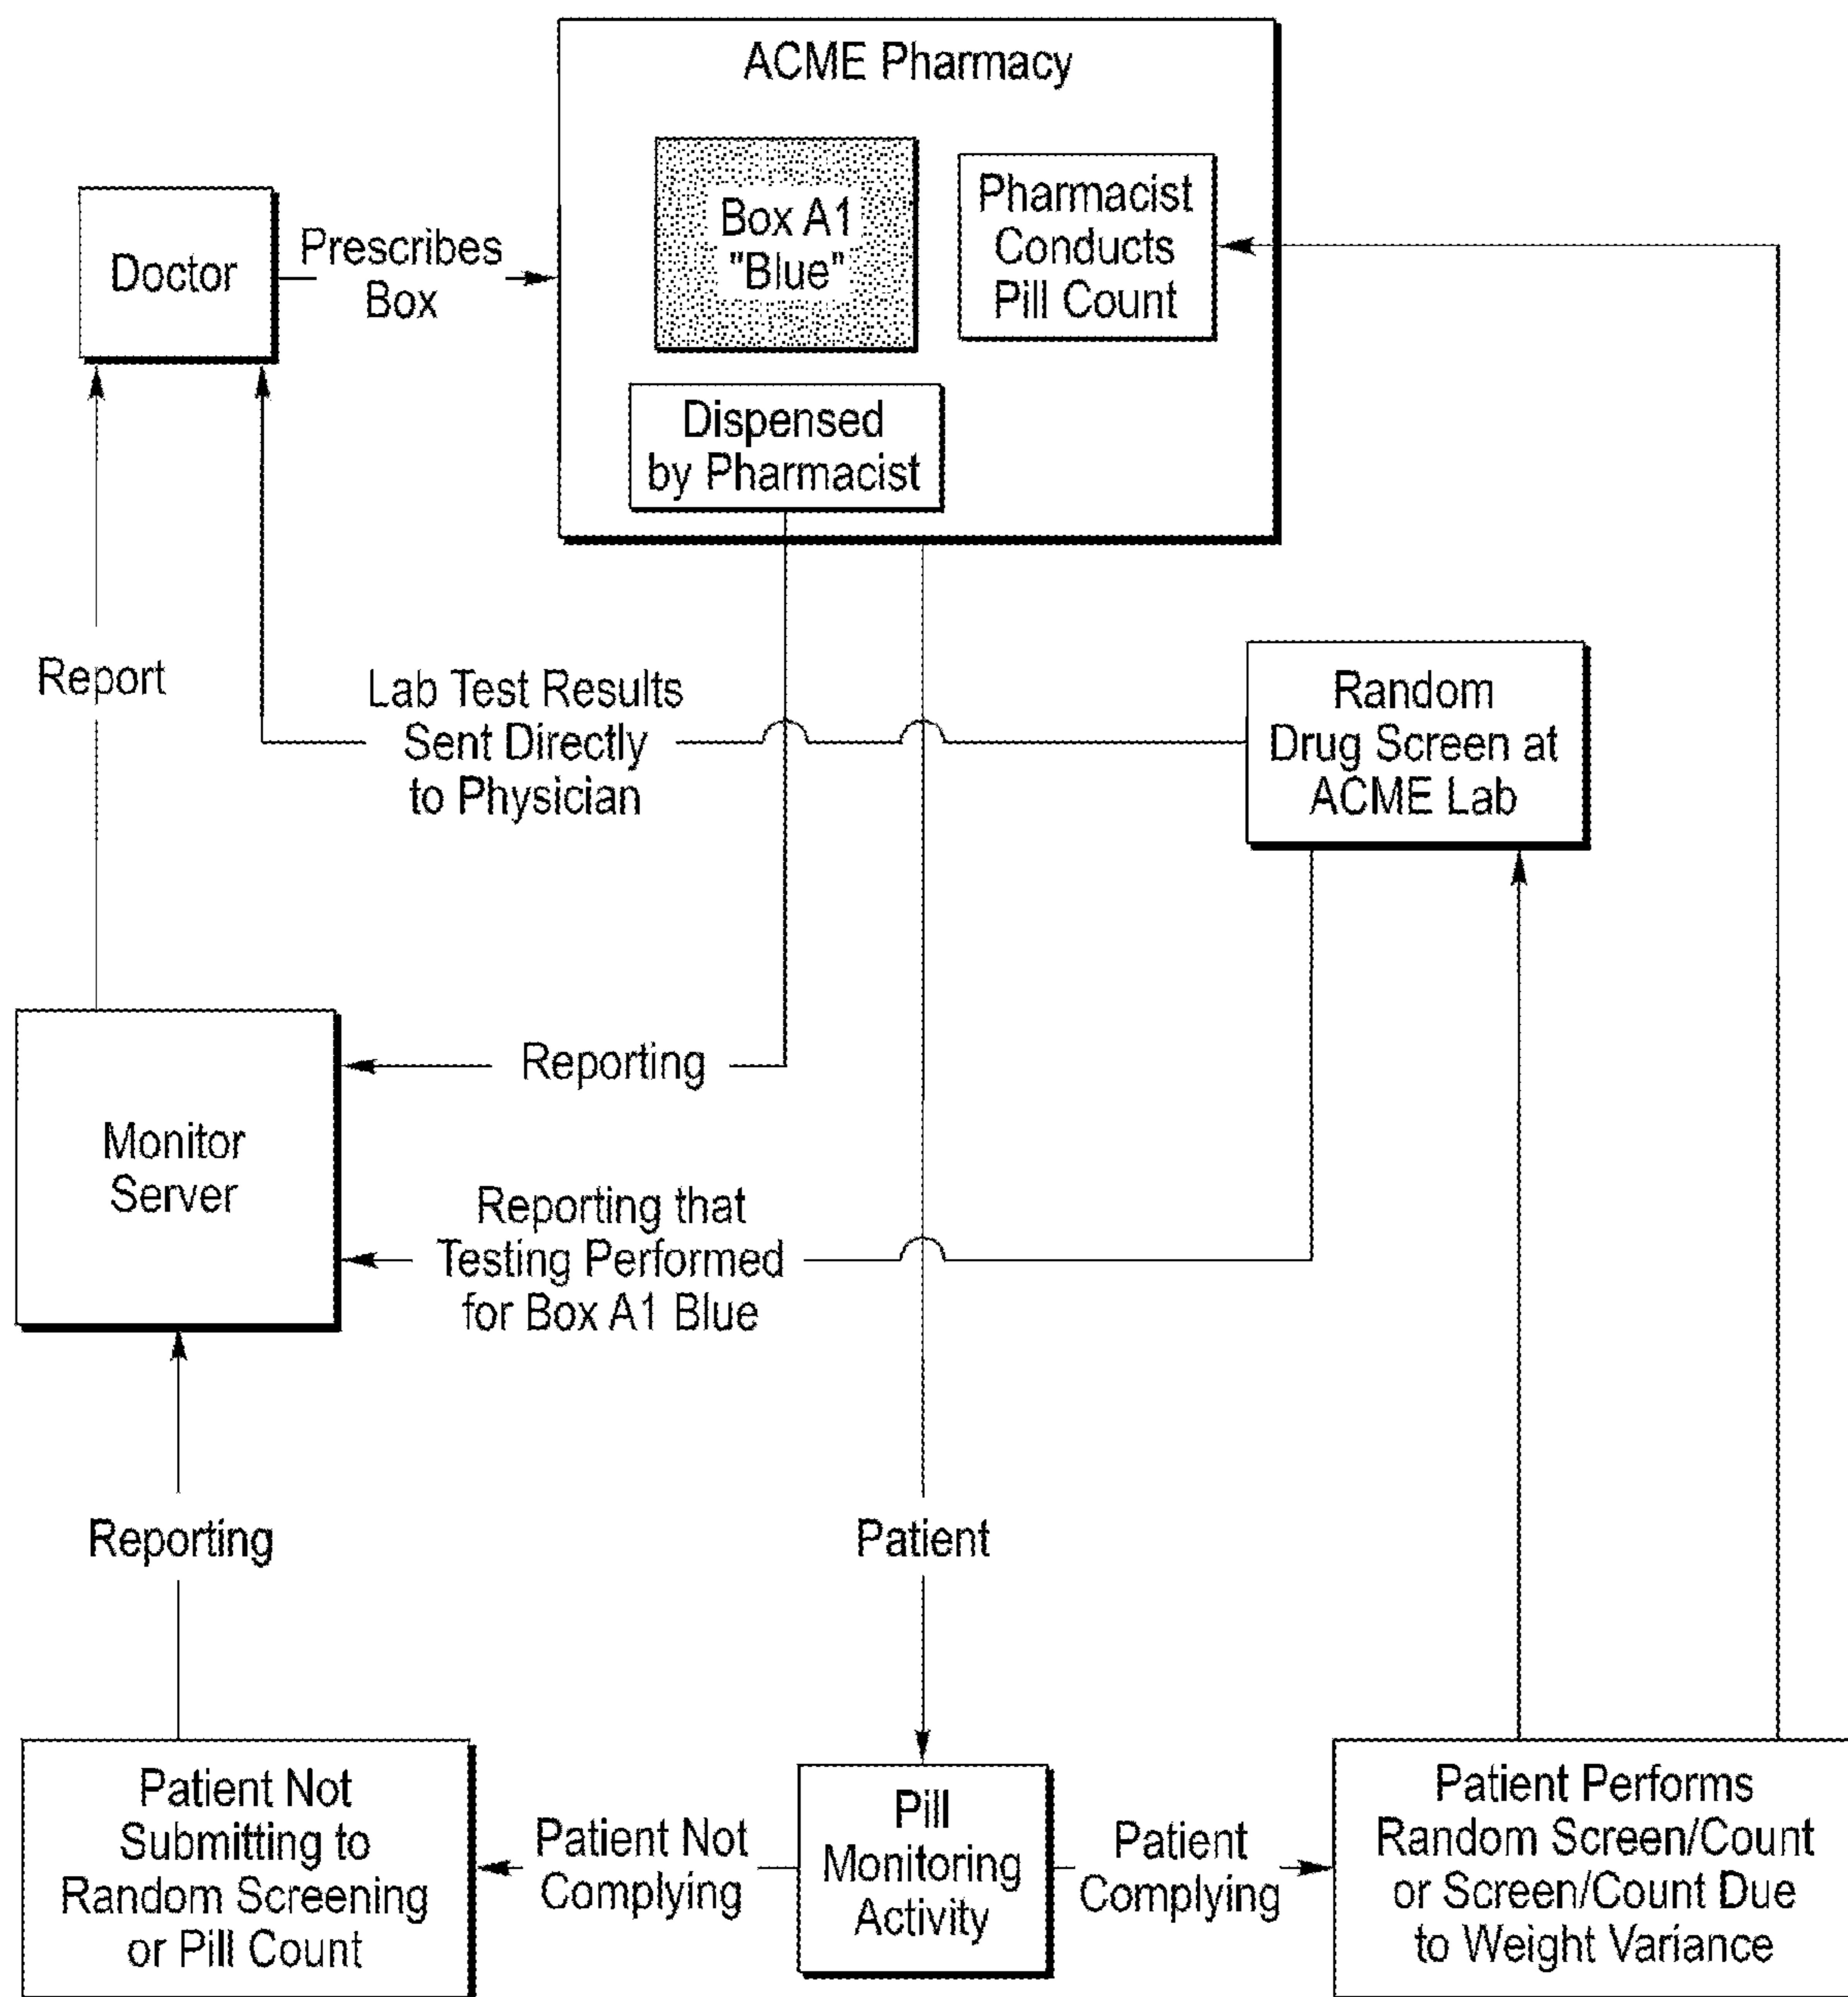 ACME Pharmacy
Box A1
"Blue"
Pharmacist
Conducts
Pill Count
Doctor
Prescribes
Box
Dispensed
by Pharmacist
Report
Lab Test Results
Sent Directly
to Physician
Random
Drug Screen at
ACME Lab
Reporting
Monitor
Server
Reporting that
Testing Performed
for Box A1 Blue
Reporting
Patient
Patient Not
Submitting to
Random Screening
or Pill Count
Patient Not
Complying
Pill
Monitoring
Activity
Patient
Complying
Patient Performs
Random Screen/Count
or Screen/Count Due
to Weight Variance